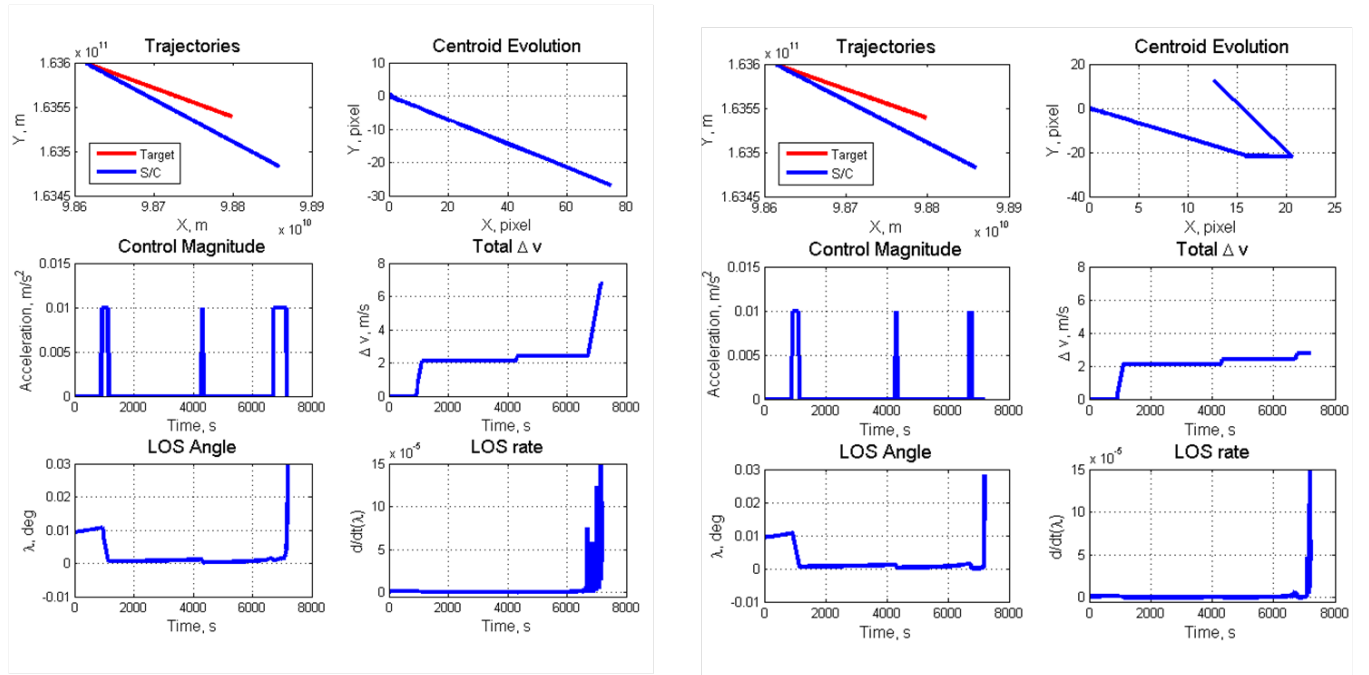 Trajectories
x 10^11
1.636
1.6355
1.635
1.6345
Y, m
Target
S/C
9.86
9.87
9.88
9.89
X, m
x 10^10
Centroid Evolution
10
0
-10
-20
-30
Y, pixel
0
20
40
60
80
X, pixel
Control Magnitude
0.015
0.01
0.005
0
Acceleration, m/s²
0
2000
4000
6000
8000
Time, s
Total Δ v
8
6
4
2
0
Δ v, m/s
0
2000
4000
6000
8000
Time, s
LOS Angle
0.03
0.02
0.01
0
-0.01
λ, deg
0
2000
4000
6000
8000
Time, s
LOS rate
x 10^-5
15
10
5
0
d/dt(λ)
0
2000
4000
6000
8000
Time, s
Trajectories
x 10^11
1.636
1.6355
1.635
1.6345
Y, m
Target
S/C
9.86
9.87
9.88
9.89
X, m
x 10^10
Centroid Evolution
20
0
-20
-40
Y, pixel
0
5
10
15
20
25
X, pixel
Control Magnitude
0.015
0.01
0.005
0
Acceleration, m/s²
0
2000
4000
6000
8000
Time, s
Total Δ v
8
6
4
2
0
Δ v, m/s
0
2000
4000
6000
8000
Time, s
LOS Angle
0.03
0.02
0.01
0
-0.01
λ, deg
0
2000
4000
6000
8000
Time, s
LOS rate
x 10^-5
15
10
5
0
d/dt(λ)
0
2000
4000
6000
8000
Time, s